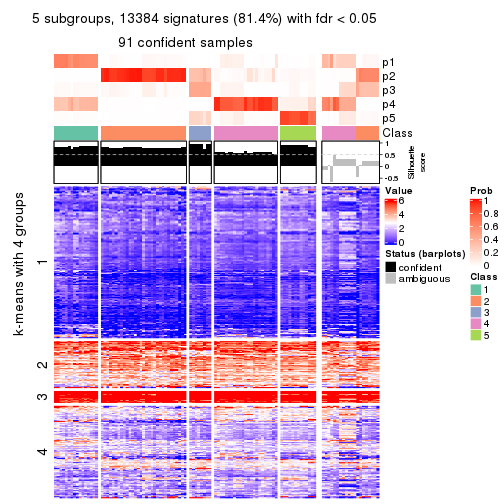 5 subgroups, 13384 signatures (81.4%) with fdr < 0.05
91 confident samples
p1
p2
p3
p4
p5
Class
1
0.5
0
-0.5
Silhouette
score
k-means with 4 groups
1
2
3
4
Value
6
4
2
0
Status (barplots)
confident
ambiguous
Prob
1
0.8
0.6
0.4
0.2
0
Class
1
2
3
4
5